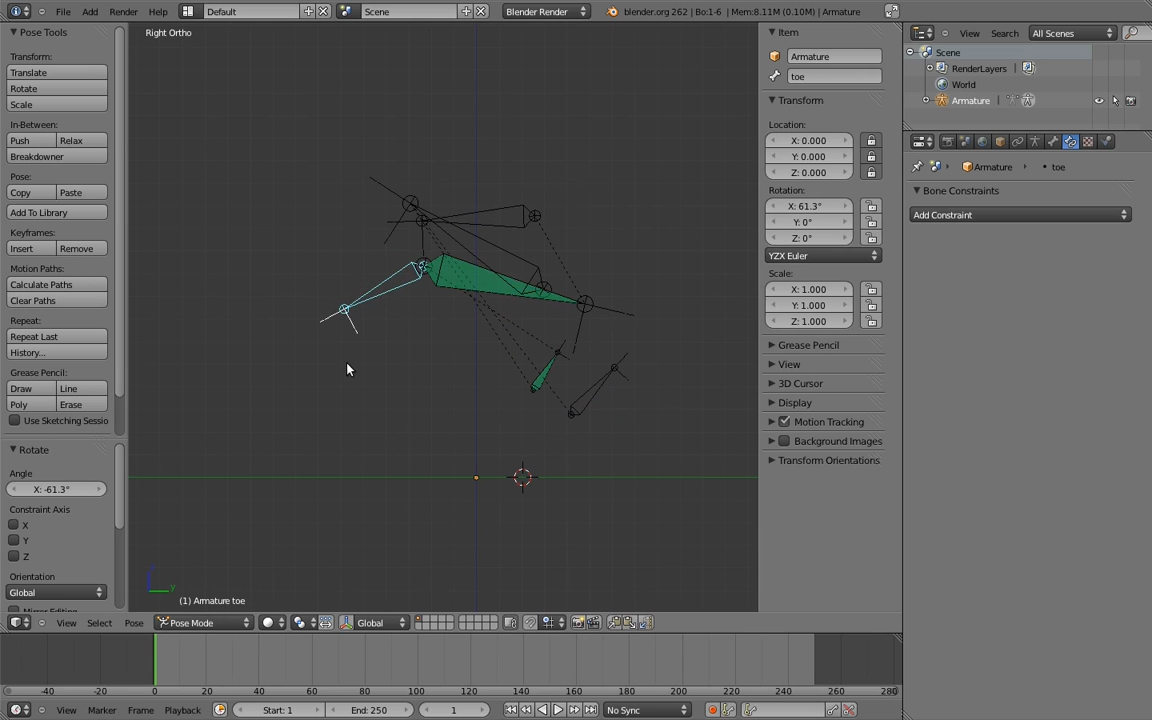 File Add Render Help Default Scene Blender Render blender.org 262 | Bo:1-6 | Mem:8.11M (0.10M) | Armature
Pose Tools
Transform:
Translate
Rotate
Scale
In-Between:
Push Relax
Breakdowner
Pose:
Copy Paste
Add To Library
Keyframes:
Insert Remove
Motion Paths:
Calculate Paths
Clear Paths
Repeat:
Repeat Last
History...
Grease Pencil:
Draw Line
Poly Erase
Use Sketching Sessio
Rotate
Angle
X: -61.3°
Constraint Axis
X
Y
Z
Orientation
Global
Right Ortho
y
(1) Armature toe
View Select Pose Pose Mode Global
Item
Armature
toe
Transform
Location:
X: 0.000
Y: 0.000
Z: 0.000
Rotation:
X: 61.3°
Y: 0°
Z: 0°
YZX Euler
Scale:
X: 1.000
Y: 1.000
Z: 1.000
Grease Pencil
View
3D Cursor
Display
Motion Tracking
Background Images
Transform Orientations
View Search All Scenes
Scene
RenderLayers
World
Armature
Armature toe
Bone Constraints
Add Constraint
-40 -20 0 20 40 60 80 100 120 140 160 180 200 220 240 260 280
View Marker Frame Playback Start: 1 End: 250 1 No Sync